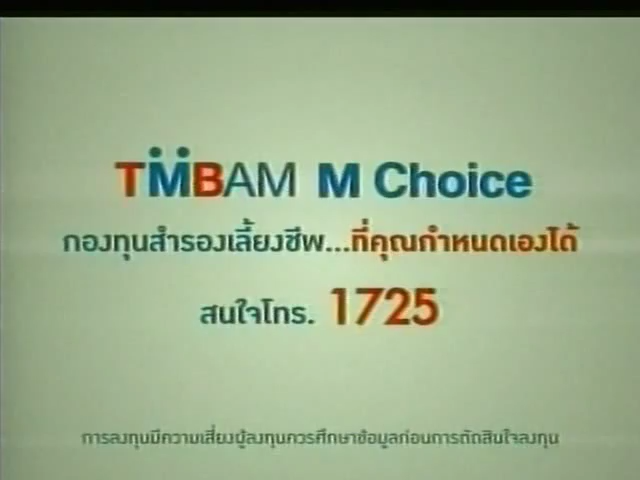 TMBAM M Choice
กองทุนสำรองเลี้ยงชีพ...ที่คุณกำหนดเองได้
สนใจโทร. 1725
การลงทุนมีความเสี่ยงผู้ลงทุนควรศึกษาข้อมูลก่อนการตัดสินใจลงทุน